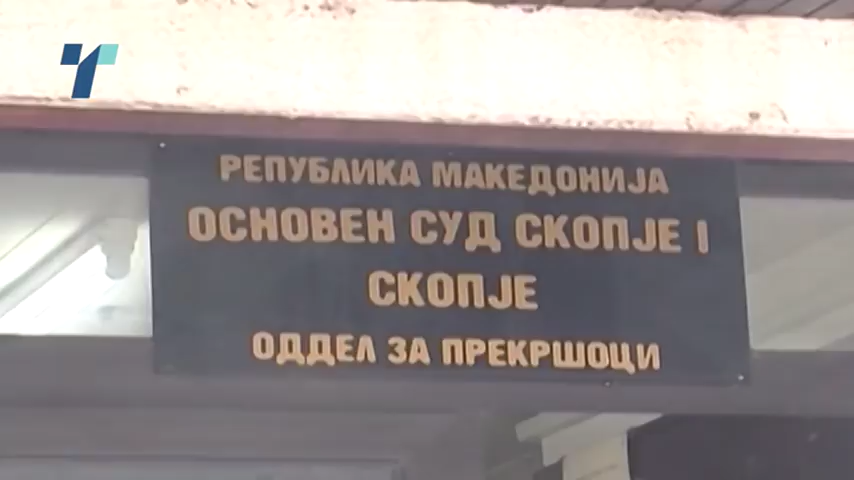 РЕПУБЛИКА МАКЕДОНИЈА
ОСНОВЕН СУД СКОПЈЕ I
СКОПЈЕ
ОДДЕЛ ЗА ПРЕКРШОЦИ